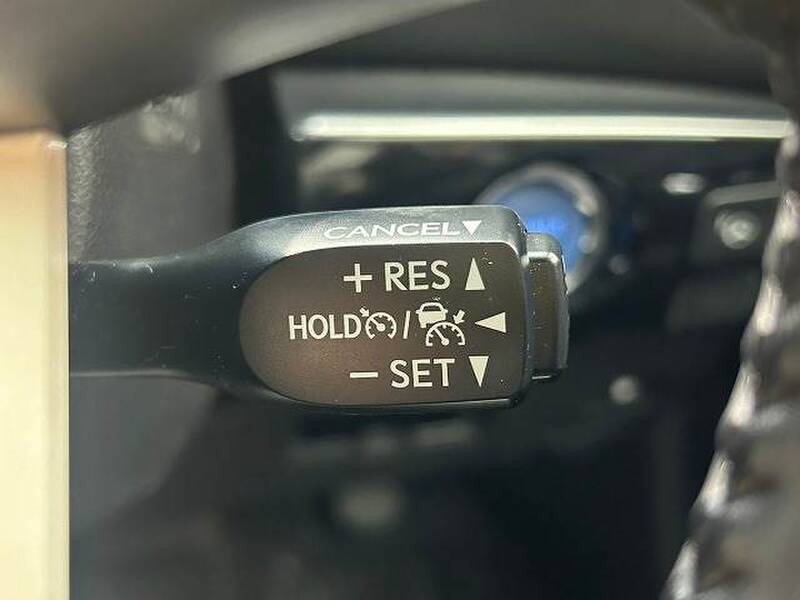 CANCEL▼
+ RES ▲
HOLD / ◀
− SET ▼